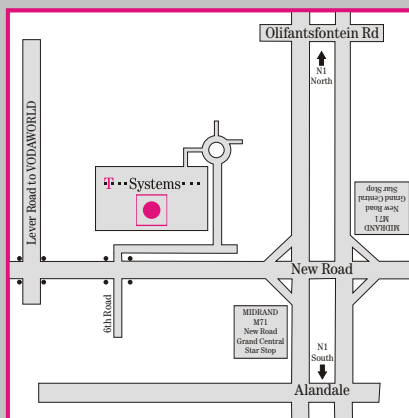 Olifantsfontein Rd
N1
North
Lever Road to VODAWORLD
T··Systems···
MIDRAND
M71
New Road
Grand Central
Star Stop
New Road
6th Road
MIDRAND
M71
New Road
Grand Central
Star Stop
N1
South
Alandale